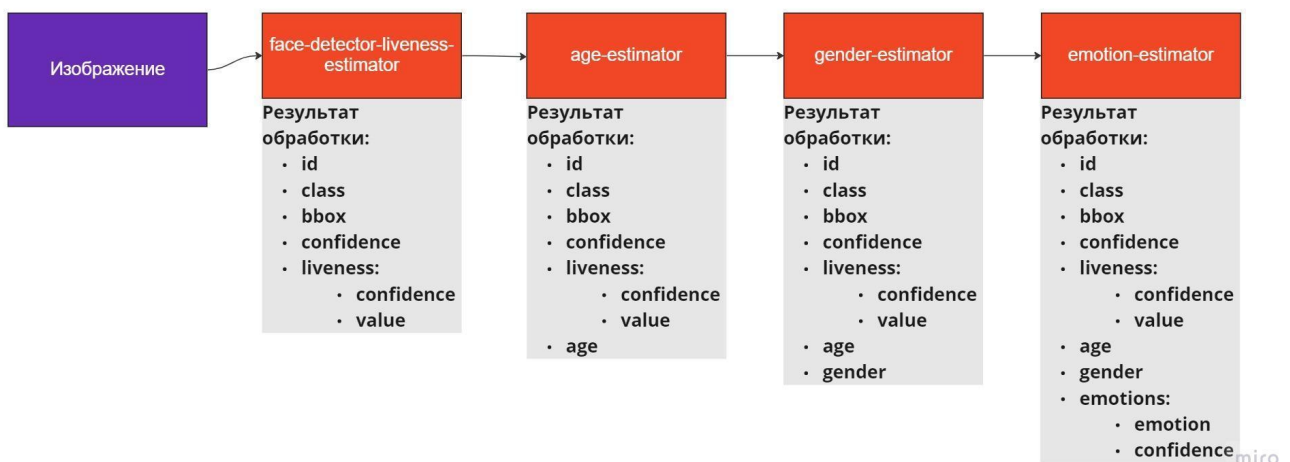 Изображение
face-detector-liveness-
estimator
Результат
обработки:
• id
• class
• bbox
• confidence
• liveness:
• confidence
• value
age-estimator
Результат
обработки:
• id
• class
• bbox
• confidence
• liveness:
• confidence
• value
• age
gender-estimator
Результат
обработки:
• id
• class
• bbox
• confidence
• liveness:
• confidence
• value
• age
• gender
emotion-estimator
Результат
обработки:
• id
• class
• bbox
• confidence
• liveness:
• confidence
• value
• age
• gender
• emotions:
• emotion
• confidence
miro